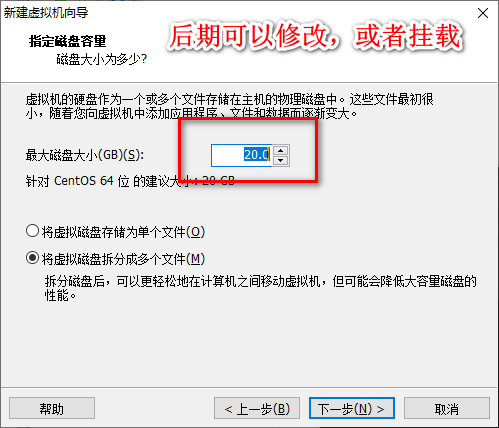 新建虚拟机向导
后期可以修改，或者挂载
指定磁盘容量
磁盘大小为多少?
虚拟机的硬盘作为一个或多个文件存储在主机的物理磁盘中。这些文件最初很
小，随着您向虚拟机中添加应用程序、文件和数据而逐渐变大。
最大磁盘大小(GB)(S):
20.0
针对 CentOS 64 位 的建议大小: 20 GB
将虚拟磁盘存储为单个文件(O)
将虚拟磁盘拆分成多个文件(M)
拆分磁盘后，可以更轻松地在计算机之间移动虚拟机，但可能会降低大容量磁盘的
性能。
帮助
< 上一步(B)
下一步(N) >
取消